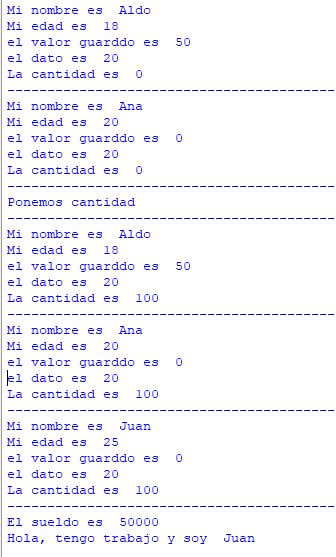 Mi nombre es  Aldo
Mi edad es  18
el valor guarddo es  50
el dato es  20
La cantidad es  0
-----------------------------------------
Mi nombre es  Ana
Mi edad es  20
el valor guarddo es  0
el dato es  20
La cantidad es  0
-----------------------------------------
Ponemos cantidad
-----------------------------------------
Mi nombre es  Aldo
Mi edad es  18
el valor guarddo es  50
el dato es  20
La cantidad es  100
-----------------------------------------
Mi nombre es  Ana
Mi edad es  20
el valor guarddo es  0
el dato es  20
La cantidad es  100
-----------------------------------------
Mi nombre es  Juan
Mi edad es  25
el valor guarddo es  0
el dato es  20
La cantidad es  100
-----------------------------------------
El sueldo es  50000
Hola, tengo trabajo y soy  Juan